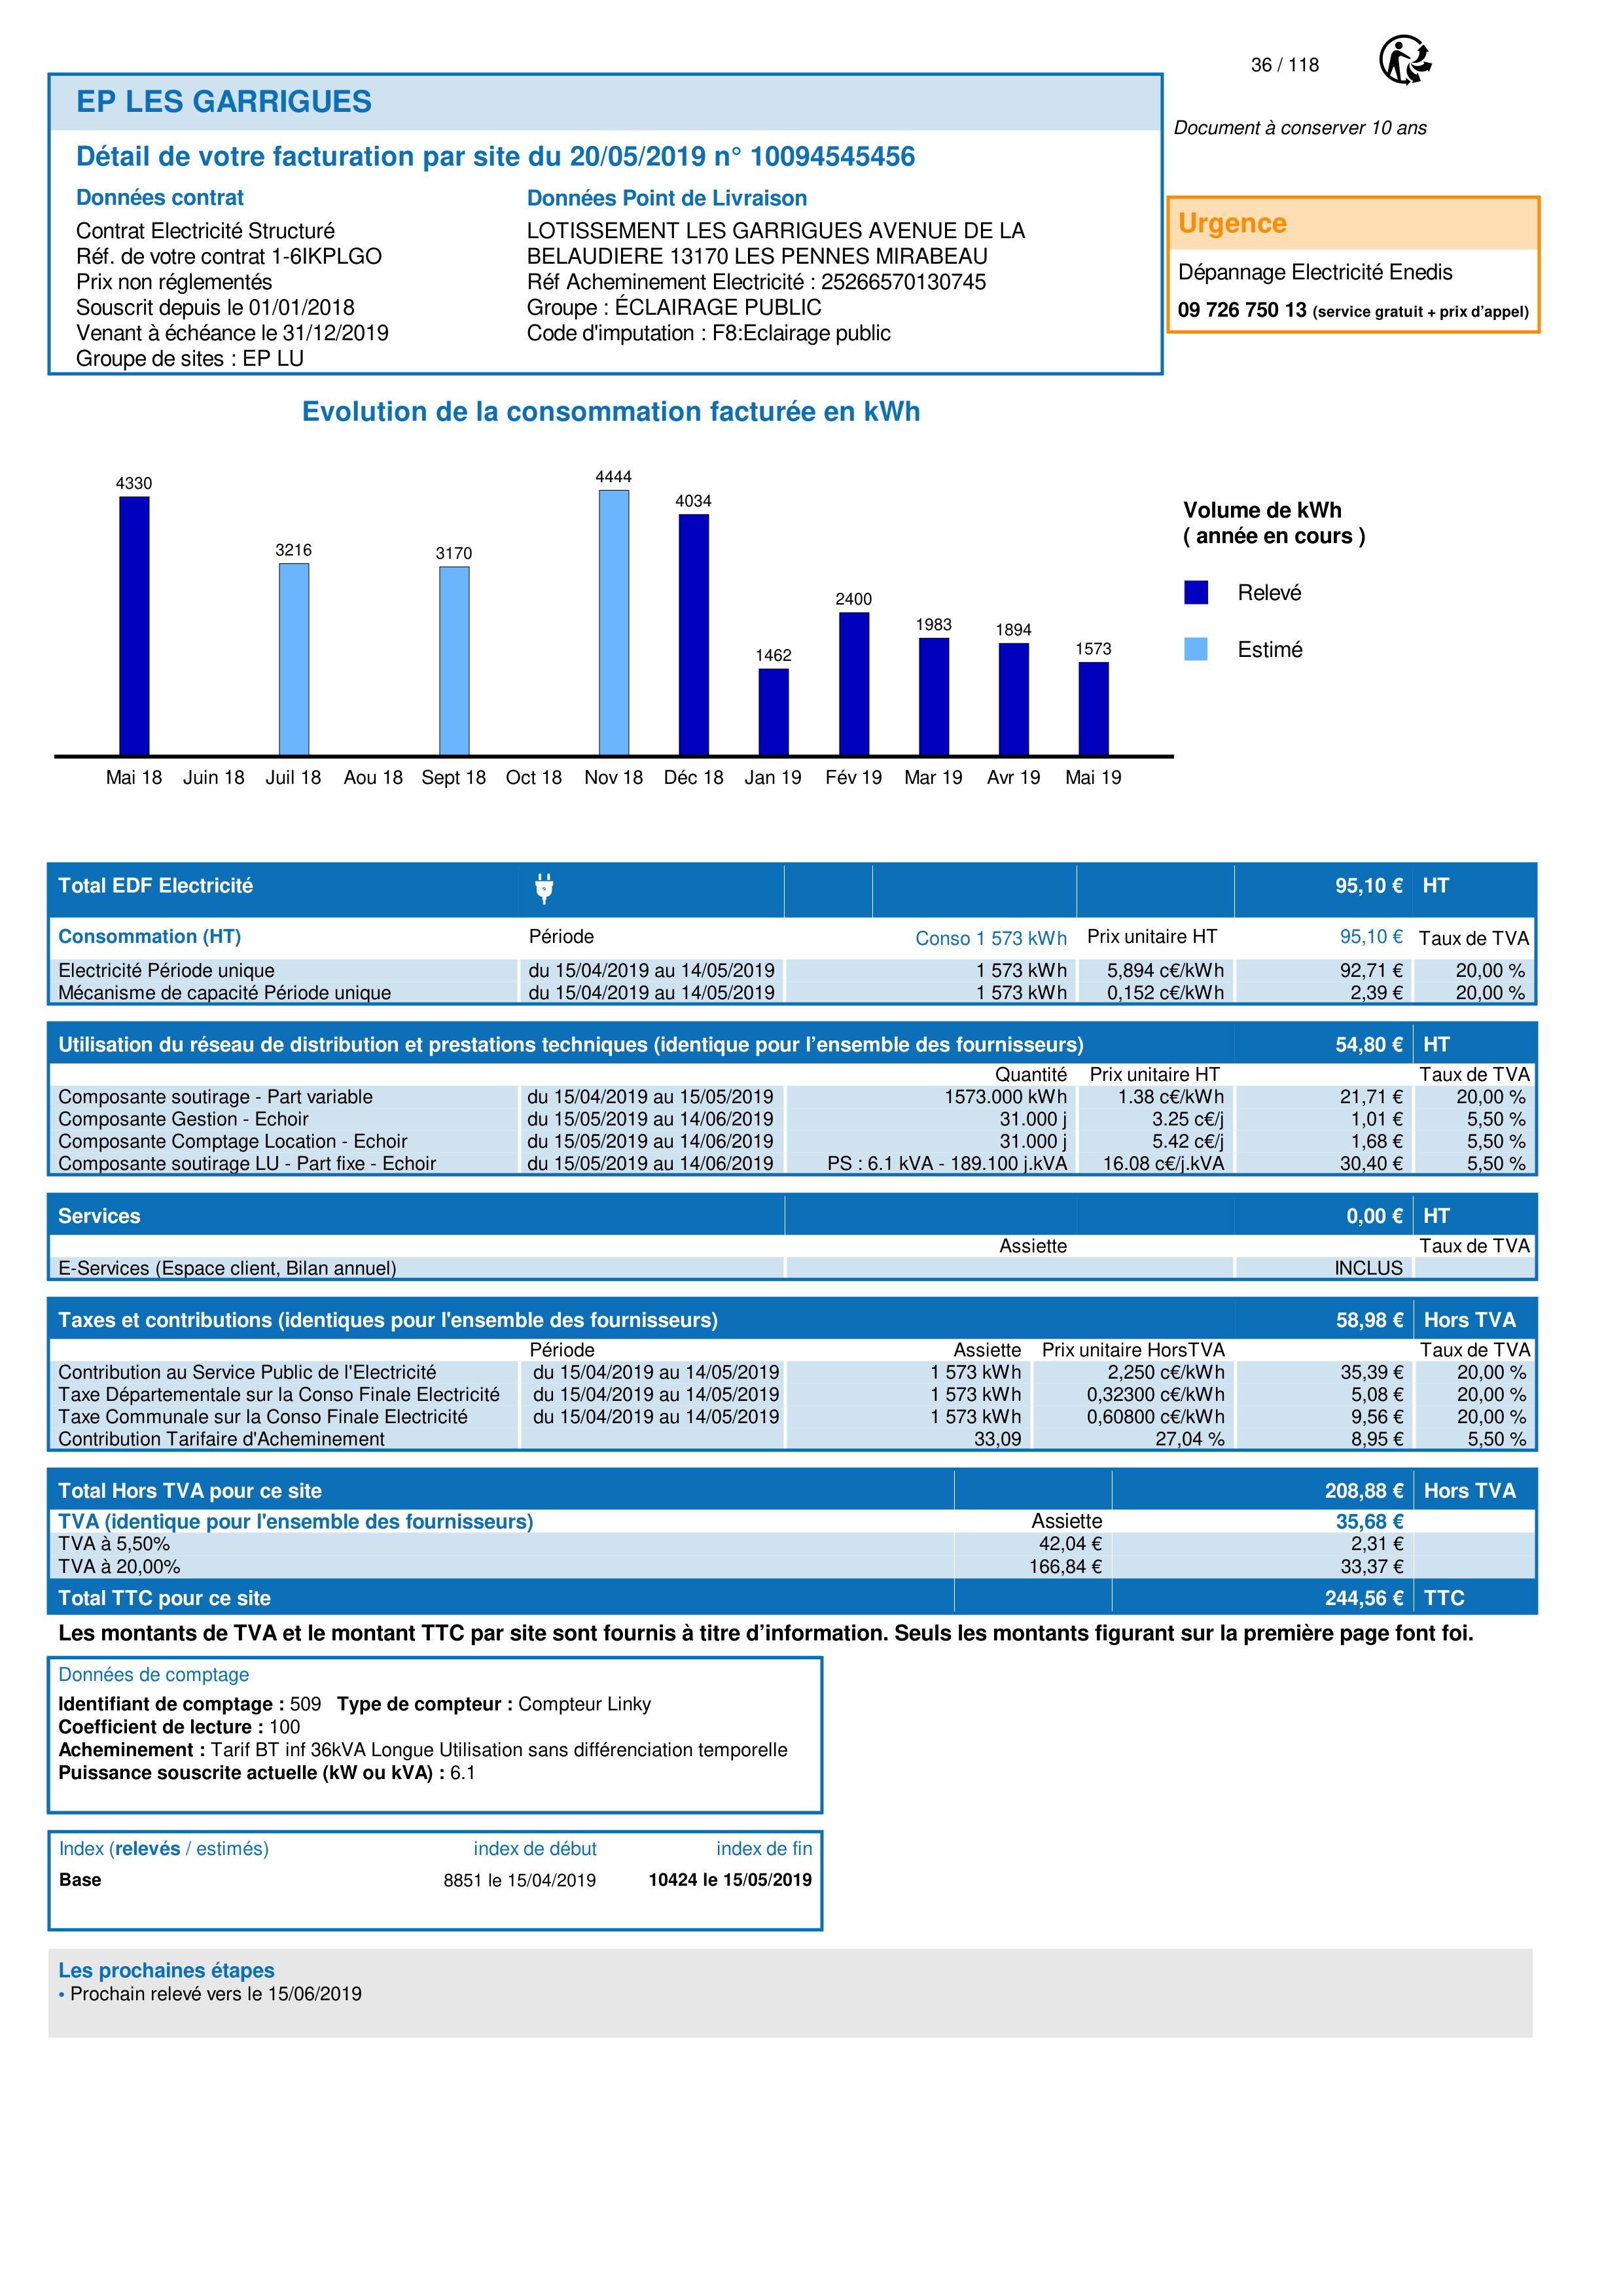 36 / 118
EP LES GARRIGUES
Document à conserver 10 ans
Détail de votre facturation par site du 20/05/2019 n° 10094545456
Données contrat
Contrat Electricité Structuré
Réf. de votre contrat 1-6IKPLGO
Prix non réglementés
Souscrit depuis le 01/01/2018
Venant à échéance le 31/12/2019
Groupe de sites : EP LU
Données Point de Livraison
LOTISSEMENT LES GARRIGUES AVENUE DE LA
BELAUDIERE 13170 LES PENNES MIRABEAU
Réf Acheminement Electricité : 25266570130745
Groupe : ÉCLAIRAGE PUBLIC
Code d'imputation : F8:Eclairage public
Urgence
Dépannage Electricité Enedis
09 726 750 13 (service gratuit + prix d’appel)
Evolution de la consommation facturée en kWh
4330 3216 3170 4444 4034 1462 2400 1983 1894 1573
Mai 18 Juin 18 Juil 18 Aou 18 Sept 18 Oct 18 Nov 18 Déc 18 Jan 19 Fév 19 Mar 19 Avr 19 Mai 19
Volume de kWh
( année en cours )
Relevé
Estimé
Total EDF Electricité 95,10 € HT
Consommation (HT) Période Conso 1 573 kWh Prix unitaire HT 95,10 € Taux de TVA
Electricité Période unique du 15/04/2019 au 14/05/2019 1 573 kWh 5,894 c€/kWh 92,71 € 20,00 %
Mécanisme de capacité Période unique du 15/04/2019 au 14/05/2019 1 573 kWh 0,152 c€/kWh 2,39 € 20,00 %
Utilisation du réseau de distribution et prestations techniques (identique pour l’ensemble des fournisseurs) 54,80 € HT
Quantité Prix unitaire HT Taux de TVA
Composante soutirage - Part variable du 15/04/2019 au 15/05/2019 1573.000 kWh 1.38 c€/kWh 21,71 € 20,00 %
Composante Gestion - Echoir du 15/05/2019 au 14/06/2019 31.000 j 3.25 c€/j 1,01 € 5,50 %
Composante Comptage Location - Echoir du 15/05/2019 au 14/06/2019 31.000 j 5.42 c€/j 1,68 € 5,50 %
Composante soutirage LU - Part fixe - Echoir du 15/05/2019 au 14/06/2019 PS : 6.1 kVA - 189.100 j.kVA 16.08 c€/j.kVA 30,40 € 5,50 %
Services 0,00 € HT
Assiette Taux de TVA
E-Services (Espace client, Bilan annuel) INCLUS
Taxes et contributions (identiques pour l'ensemble des fournisseurs) 58,98 € Hors TVA
Période Assiette Prix unitaire HorsTVA Taux de TVA
Contribution au Service Public de l'Electricité du 15/04/2019 au 14/05/2019 1 573 kWh 2,250 c€/kWh 35,39 € 20,00 %
Taxe Départementale sur la Conso Finale Electricité du 15/04/2019 au 14/05/2019 1 573 kWh 0,32300 c€/kWh 5,08 € 20,00 %
Taxe Communale sur la Conso Finale Electricité du 15/04/2019 au 14/05/2019 1 573 kWh 0,60800 c€/kWh 9,56 € 20,00 %
Contribution Tarifaire d'Acheminement 33,09 27,04 % 8,95 € 5,50 %
Total Hors TVA pour ce site 208,88 € Hors TVA
TVA (identique pour l'ensemble des fournisseurs) Assiette 35,68 €
TVA à 5,50% 42,04 € 2,31 €
TVA à 20,00% 166,84 € 33,37 €
Total TTC pour ce site 244,56 € TTC
Les montants de TVA et le montant TTC par site sont fournis à titre d’information. Seuls les montants figurant sur la première page font foi.
Données de comptage
Identifiant de comptage : 509 Type de compteur : Compteur Linky
Coefficient de lecture : 100
Acheminement : Tarif BT inf 36kVA Longue Utilisation sans différenciation temporelle
Puissance souscrite actuelle (kW ou kVA) : 6.1
Index (relevés / estimés) index de début index de fin
Base 8851 le 15/04/2019 10424 le 15/05/2019
Les prochaines étapes
• Prochain relevé vers le 15/06/2019